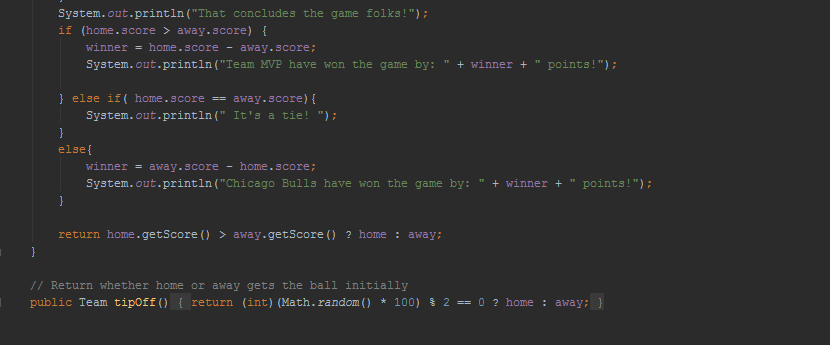 System.out.println("That concludes the game folks!");
if (home.score > away.score) {
winner = home.score - away.score;
System.out.println("Team MVP have won the game by: " + winner + " points!");
} else if( home.score == away.score){
System.out.println(" It's a tie! ");
}
else{
winner = away.score - home.score;
System.out.println("Chicago Bulls have won the game by: " + winner + " points!");
}
return home.getScore() > away.getScore() ? home : away;
}
// Return whether home or away gets the ball initially
public Team tipOff() { return (int)(Math.random() * 100) % 2 == 0 ? home : away; }